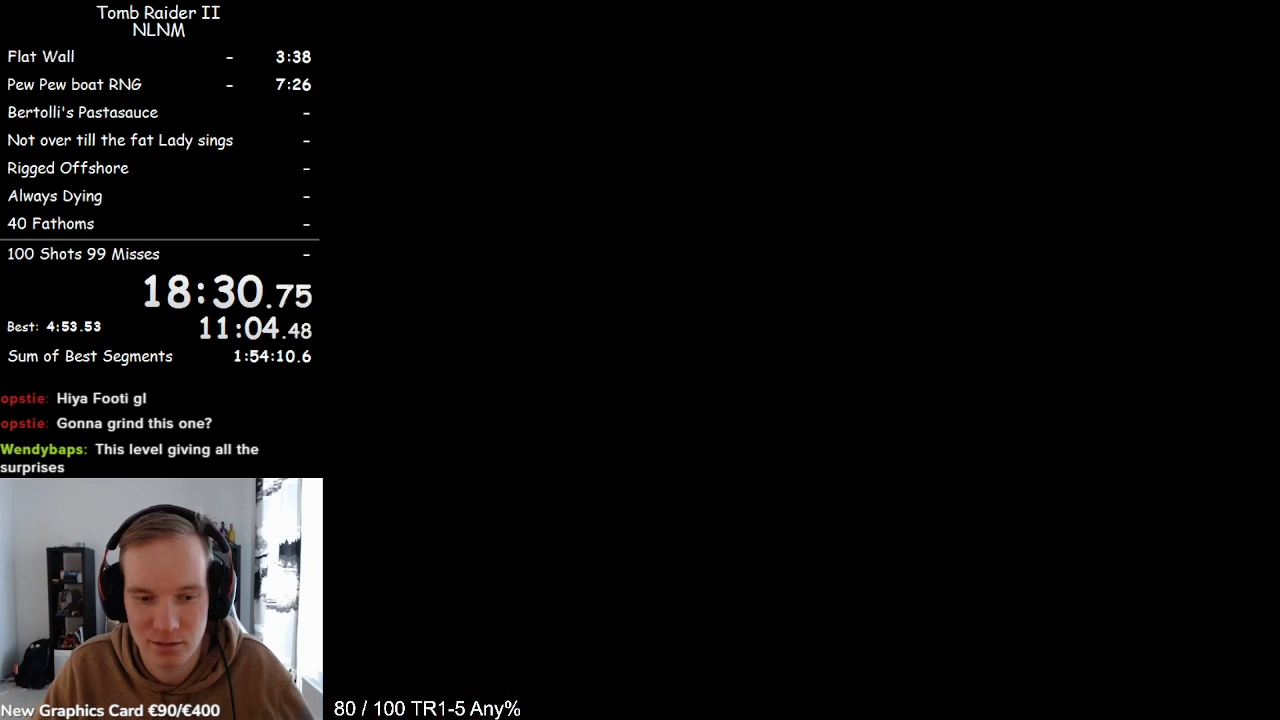 Tomb Raider II
NLNM
Flat Wall - 3:38
Pew Pew boat RNG - 7:26
Bertolli's Pastasauce -
Not over till the fat Lady sings -
Rigged Offshore -
Always Dying -
40 Fathoms -
100 Shots 99 Misses -
18:30.75
Best: 4:53.53 11:04.48
Sum of Best Segments 1:54:10.6
opstie: Hiya Footi gl
opstie: Gonna grind this one?
Wendybaps: This level giving all the
surprises
New Graphics Card €90/€400
80 / 100 TR1-5 Any%